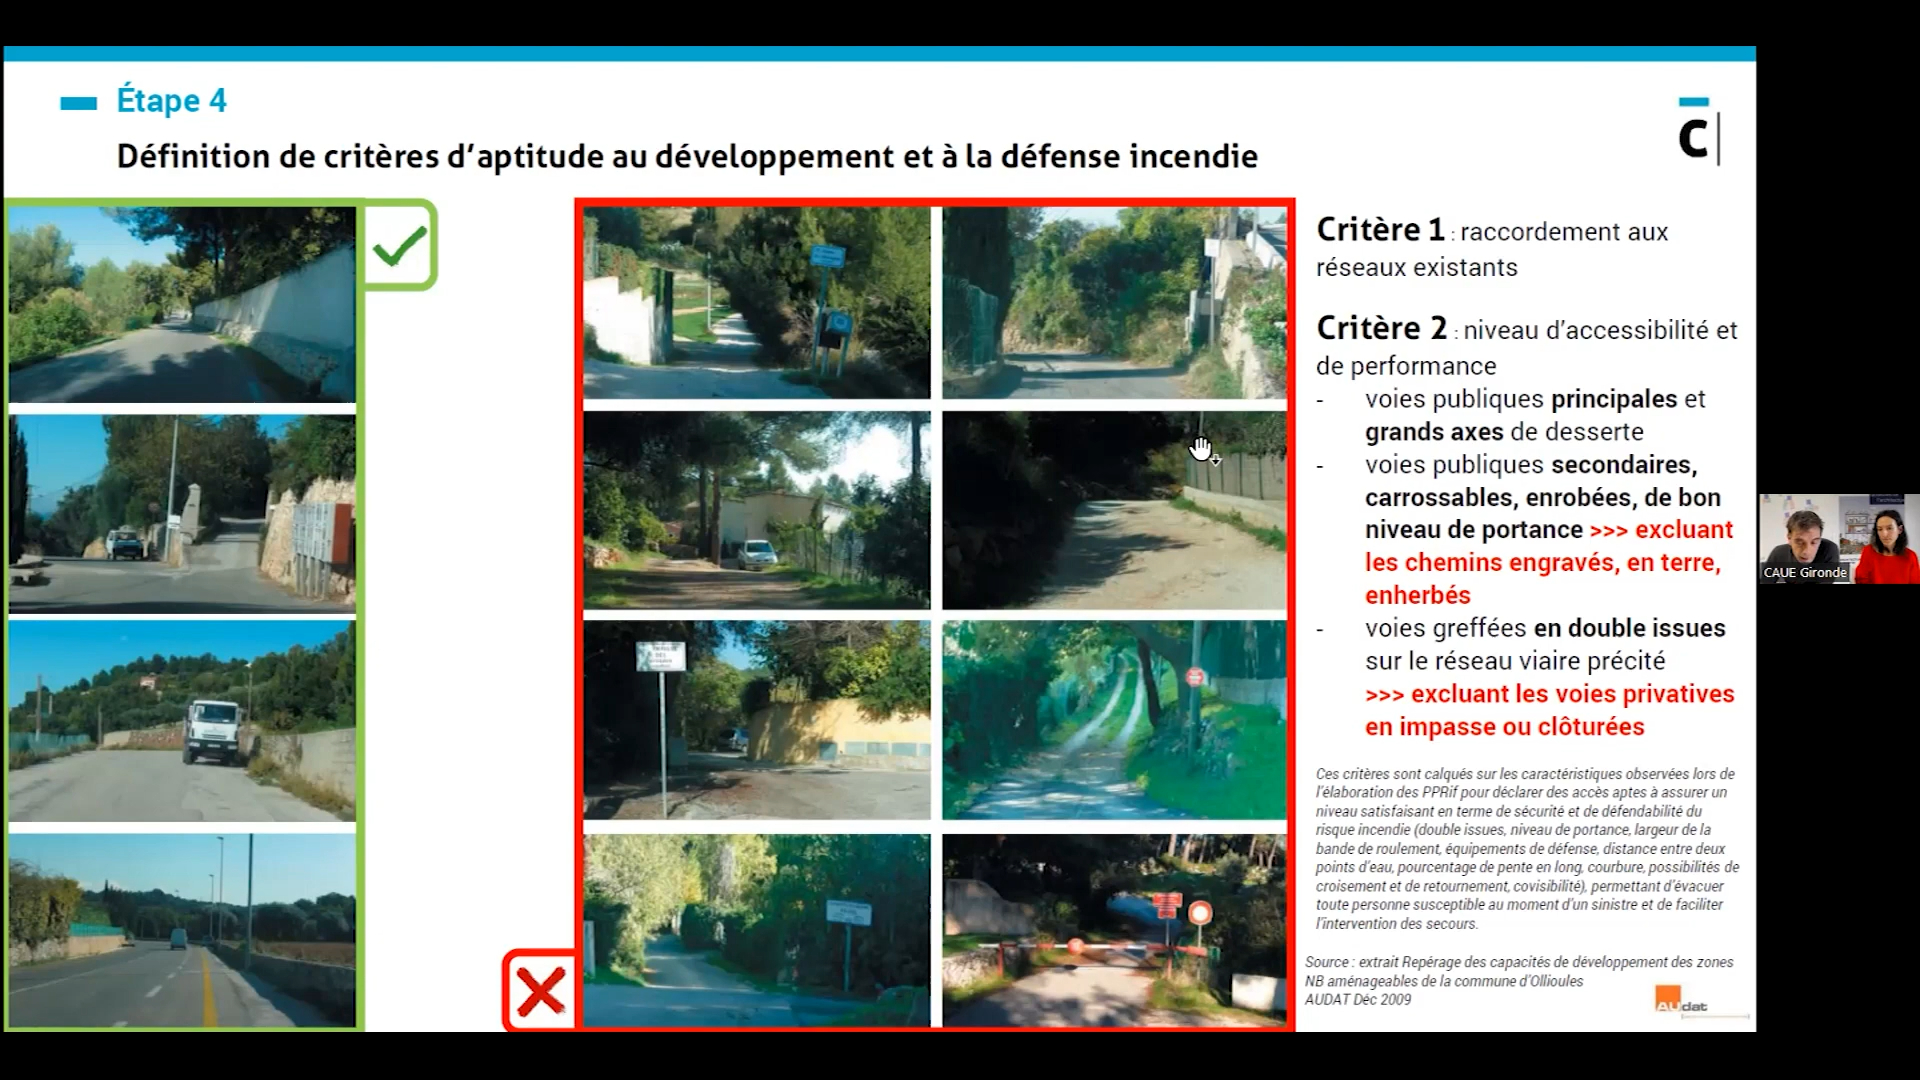 Étape 4
Définition de critères d'aptitude au développement et à la défense incendie
C
Critère 1 : raccordement aux
réseaux existants
Critère 2 : niveau d'accessibilité et
de performance
- voies publiques principales et
grands axes de desserte
- voies publiques secondaires,
carrossables, enrobées, de bon
niveau de portance >>> excluant
les chemins engravés, en terre,
enherbés
- voies greffées en double issues
sur le réseau viaire précité
>>> excluant les voies privatives
en impasse ou clôturées
Ces critères sont calqués sur les caractéristiques observées lors de
l'élaboration des PPRif pour déclarer des accès aptes à assurer un
niveau satisfaisant en terme de sécurité et de défendabilité du
risque incendie (double issues, niveau de portance, largeur de la
bande de roulement, équipements de défense, distance entre deux
points d'eau, pourcentage de pente en long, courbure, possibilités de
croisement et de retournement, covisibilité), permettant d'évacuer
toute personne susceptible au moment d'un sinistre et de faciliter
l'intervention des secours.
Source : extrait Repérage des capacités de développement des zones
NB aménageables de la commune d'Ollioules
AUDAT Déc 2009
AUdat
CAUE Gironde